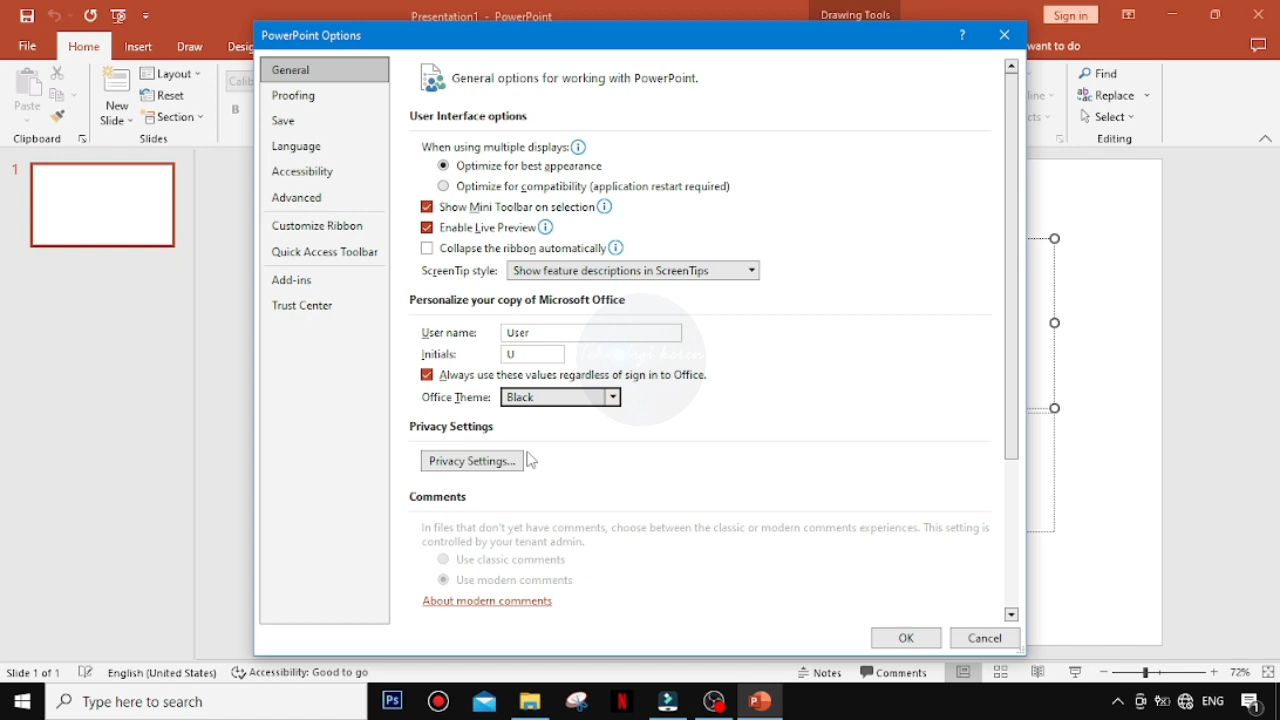 Presentation1 - PowerPoint
Drawing Tools
Sign in
File
Home
Insert
Draw
want to do
Paste
New
Slide
Layout
Reset
Section
Calib
B
Find
Replace
Select
Clipboard
Slides
Editing
1
PowerPoint Options
?
General
Proofing
Save
Language
Accessibility
Advanced
Customize Ribbon
Quick Access Toolbar
Add-ins
Trust Center
General options for working with PowerPoint.
User Interface options
When using multiple displays:
Optimize for best appearance
Optimize for compatibility (application restart required)
Show Mini Toolbar on selection
Enable Live Preview
Collapse the ribbon automatically
ScreenTip style: Show feature descriptions in ScreenTips
Personalize your copy of Microsoft Office
User name: User
Initials: U
Always use these values regardless of sign in to Office.
Office Theme: Black
Privacy Settings
Privacy Settings...
Comments
In files that don't yet have comments, choose between the classic or modern comments experiences. This setting is
controlled by your tenant admin.
Use classic comments
Use modern comments
About modern comments
OK
Cancel
Slide 1 of 1
English (United States)
Accessibility: Good to go
Notes
Comments
72%
Type here to search
Ps
ENG
1